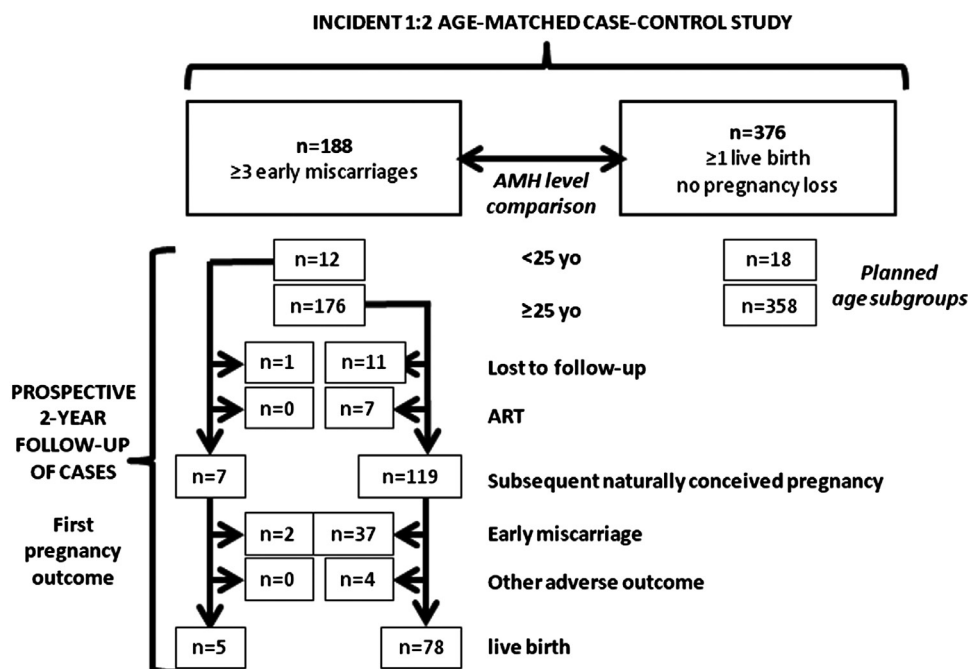 INCIDENT 1:2 AGE-MATCHED CASE-CONTROL STUDY
n=188
≥3 early miscarriages
AMH level
comparison
n=376
≥1 live birth
no pregnancy loss
n=12
<25 yo
n=18
n=176
≥25 yo
n=358
Planned
age subgroups
PROSPECTIVE
2-YEAR
FOLLOW-UP
OF CASES
First
pregnancy
outcome
n=1
n=11
Lost to follow-up
n=0
n=7
ART
n=7
n=119
Subsequent naturally conceived pregnancy
n=2
n=37
Early miscarriage
n=0
n=4
Other adverse outcome
n=5
n=78
live birth